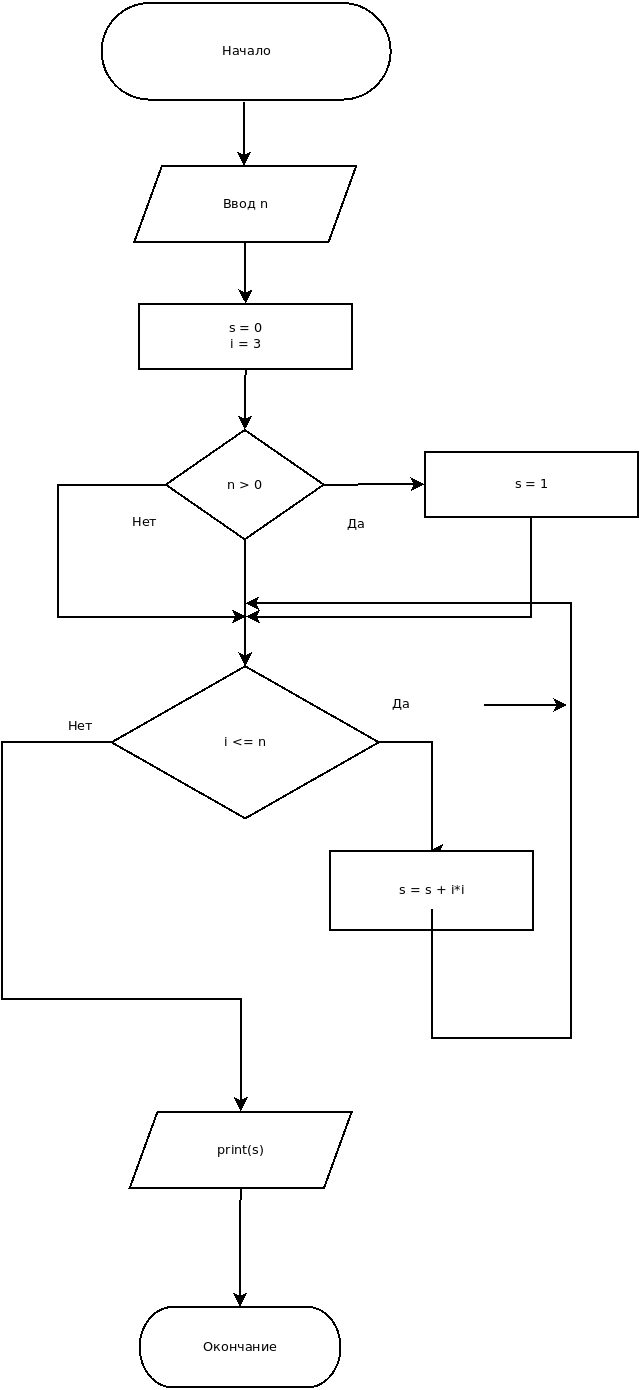 Начало
Ввод n
s = 0
i = 3
n > 0
s = 1
Нет
Да
Да
Нет
i <= n
s = s + i*i
print(s)
Окончание